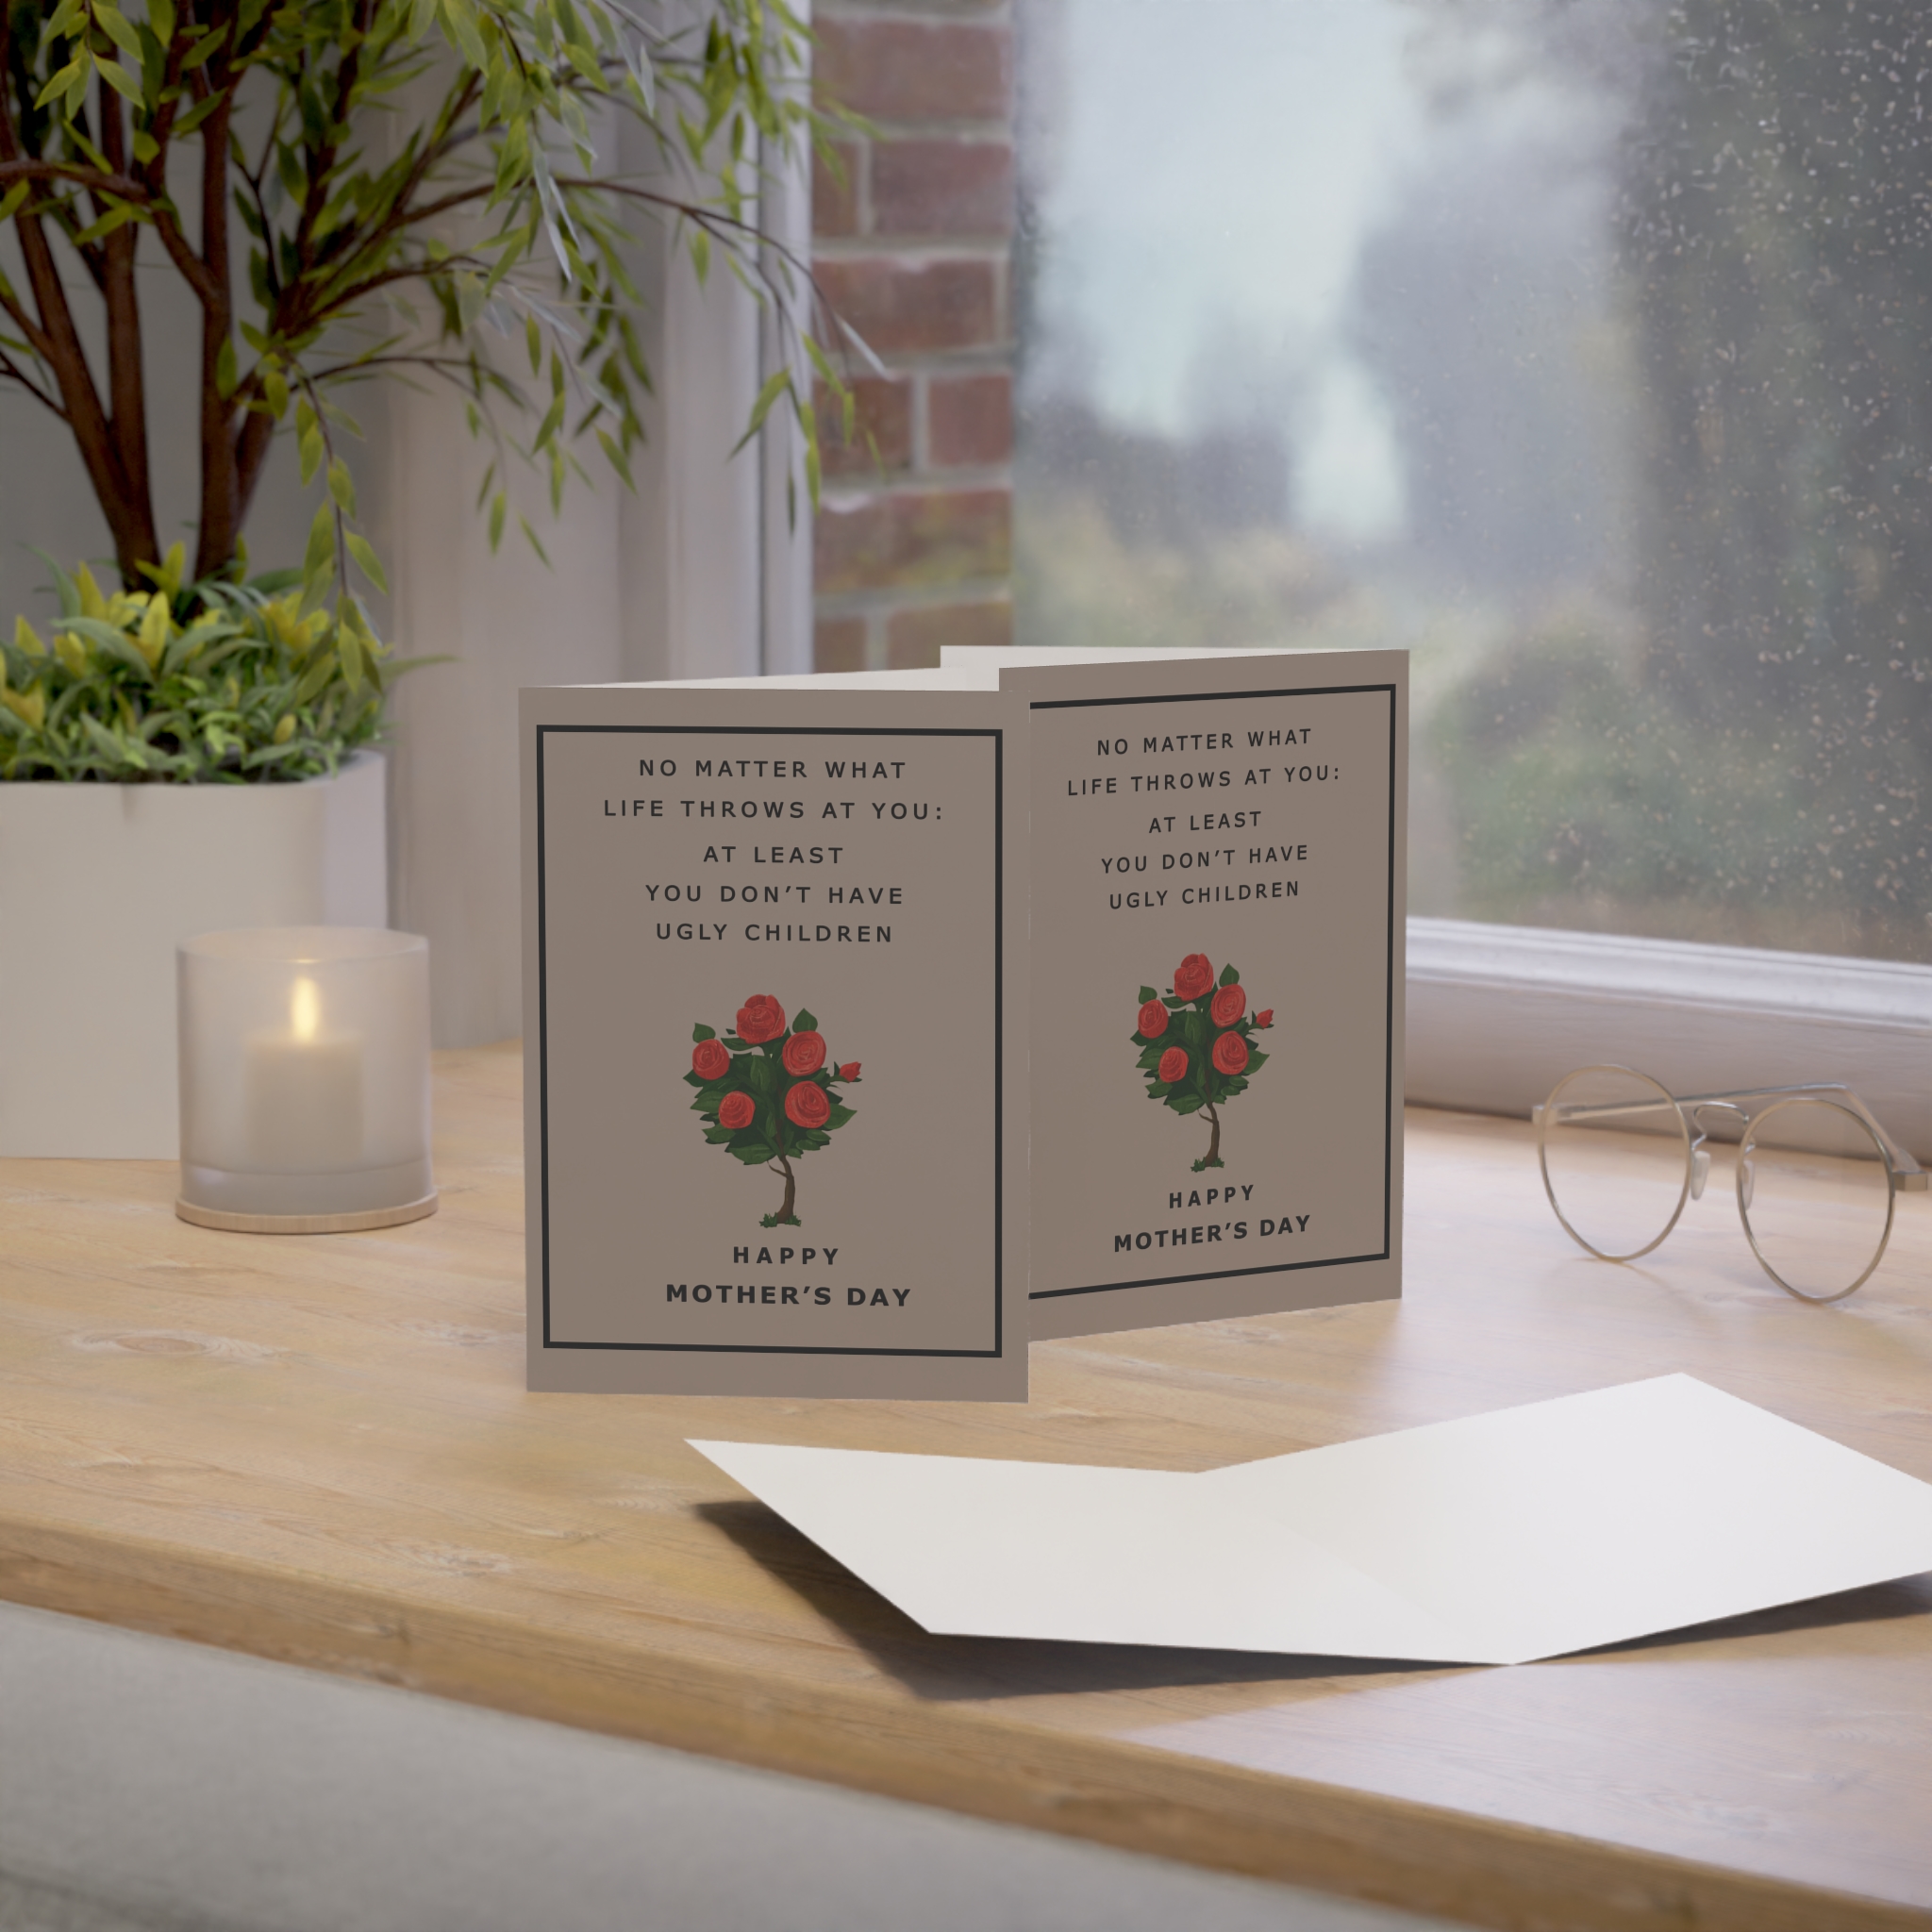 NO MATTER WHAT
LIFE THROWS AT YOU:
AT LEAST
YOU DON’T HAVE
UGLY CHILDREN
HAPPY
MOTHER’S DAY
NO MATTER WHAT
LIFE THROWS AT YOU:
AT LEAST
YOU DON’T HAVE
UGLY CHILDREN
HAPPY
MOTHER’S DAY